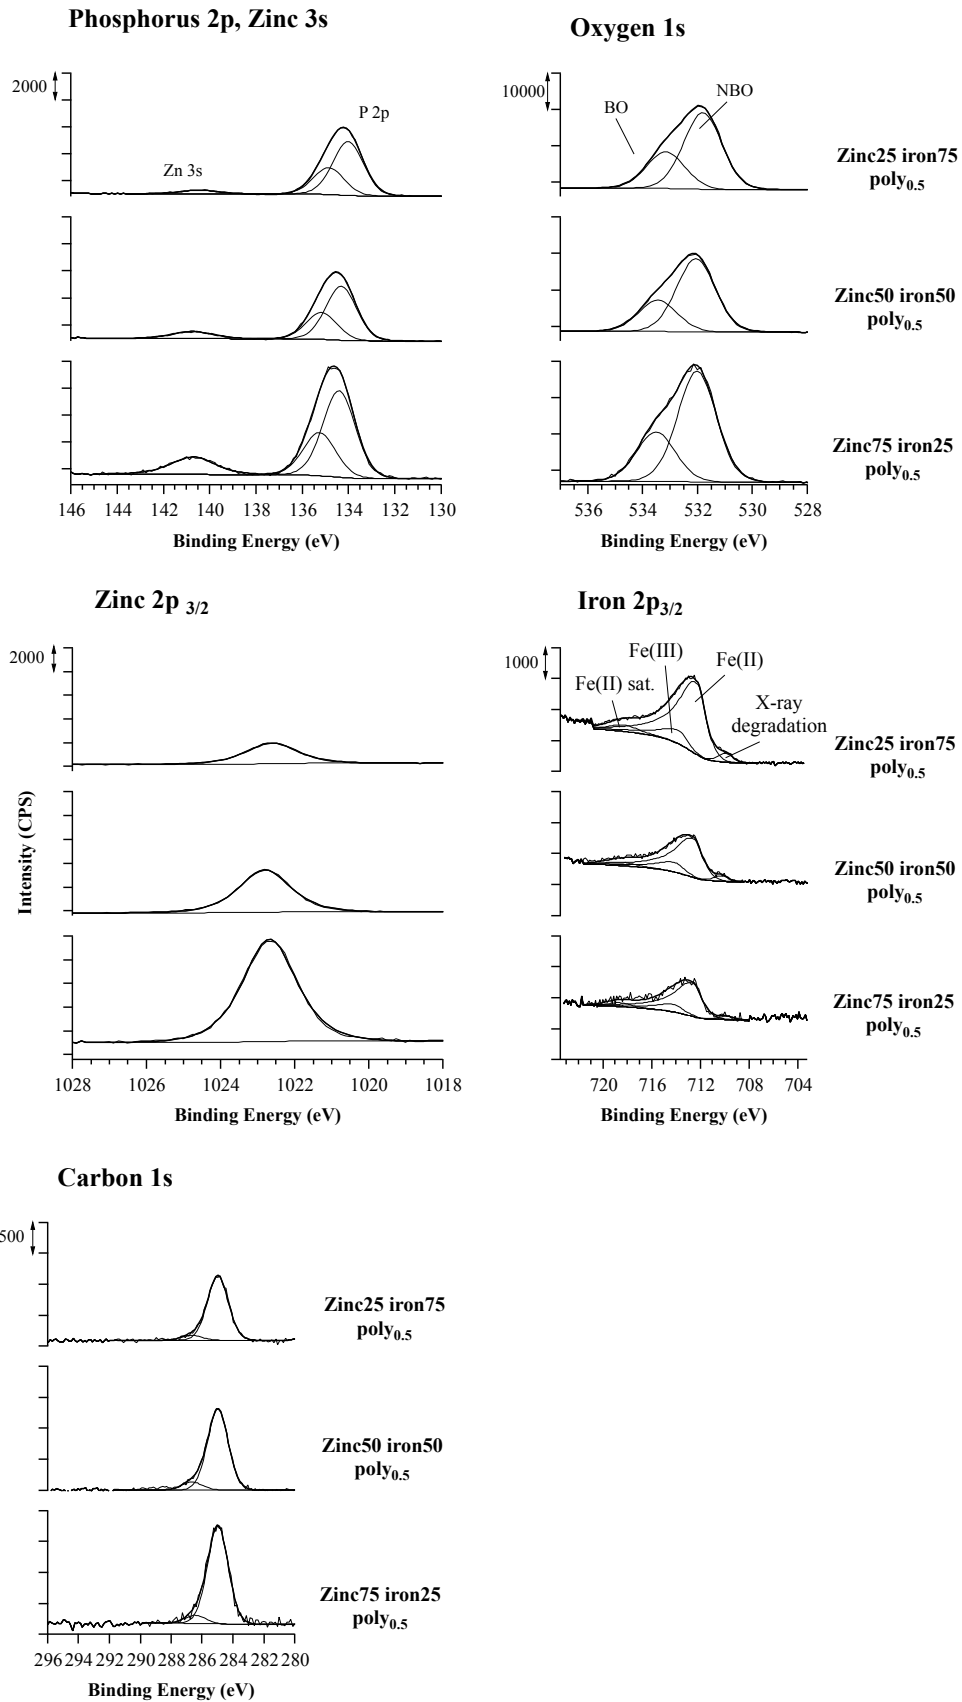 Phosphorus 2p, Zinc 3s
2000
P 2p
Zn 3s
146 144 142 140 138 136 134 132 130
Binding Energy (eV)
Oxygen 1s
10000
BO
NBO
Zinc25 iron75
poly0.5
Zinc50 iron50
poly0.5
Zinc75 iron25
poly0.5
536 534 532 530 528
Binding Energy (eV)
Zinc 2p 3/2
2000
Intensity (CPS)
1028 1026 1024 1022 1020 1018
Binding Energy (eV)
Iron 2p3/2
1000
Fe(III)
Fe(II)
Fe(II) sat.
X-ray
degradation
Zinc25 iron75
poly0.5
Zinc50 iron50
poly0.5
Zinc75 iron25
poly0.5
720 716 712 708 704
Binding Energy (eV)
Carbon 1s
500
Zinc25 iron75
poly0.5
Zinc50 iron50
poly0.5
Zinc75 iron25
poly0.5
296 294 292 290 288 286 284 282 280
Binding Energy (eV)